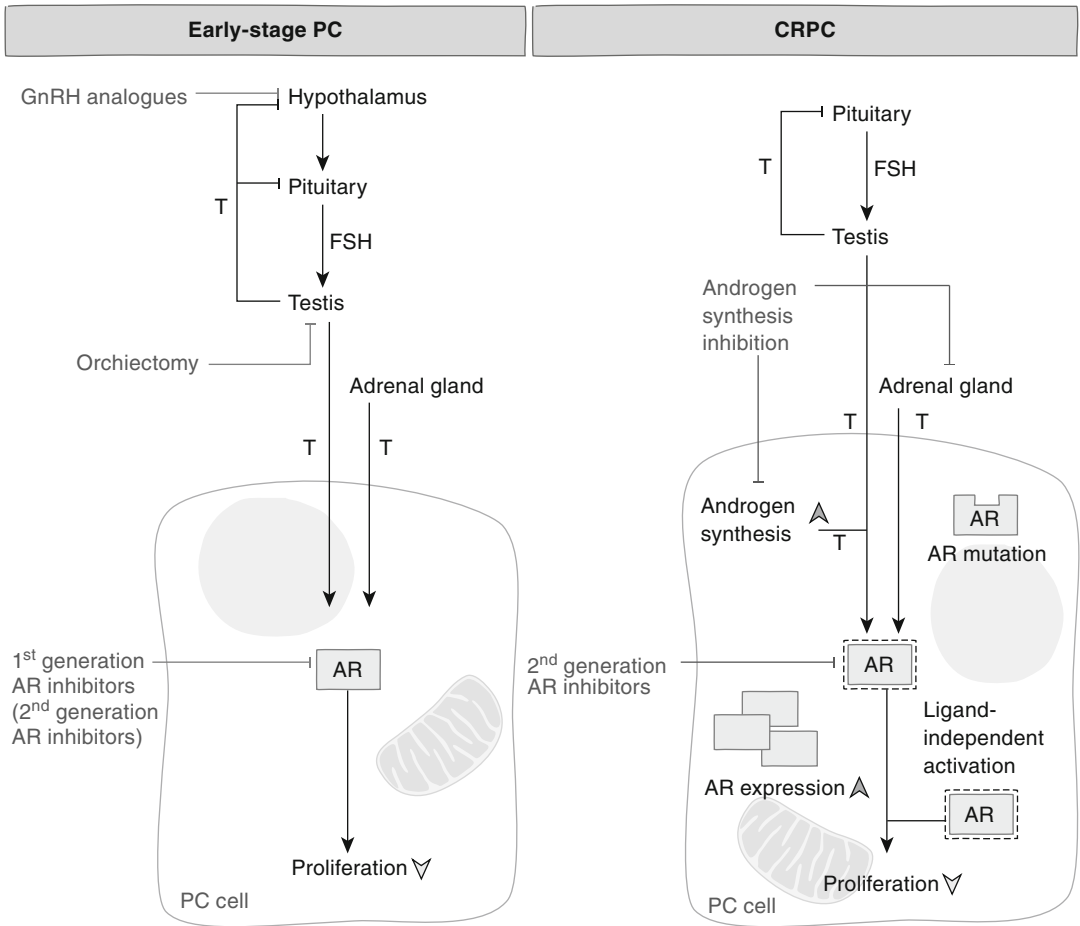 Early-stage PC
GnRH analogues
Hypothalamus
Pituitary
T
FSH
Testis
Orchiectomy
Adrenal gland
T
T
1st generation
AR inhibitors
(2nd generation
AR inhibitors)
AR
Proliferation
PC cell
CRPC
Pituitary
T
FSH
Testis
Androgen
synthesis
inhibition
Adrenal gland
T
T
Androgen
synthesis
T
AR
AR mutation
2nd generation
AR inhibitors
AR
Ligand-
independent
activation
AR expression
AR
Proliferation
PC cell